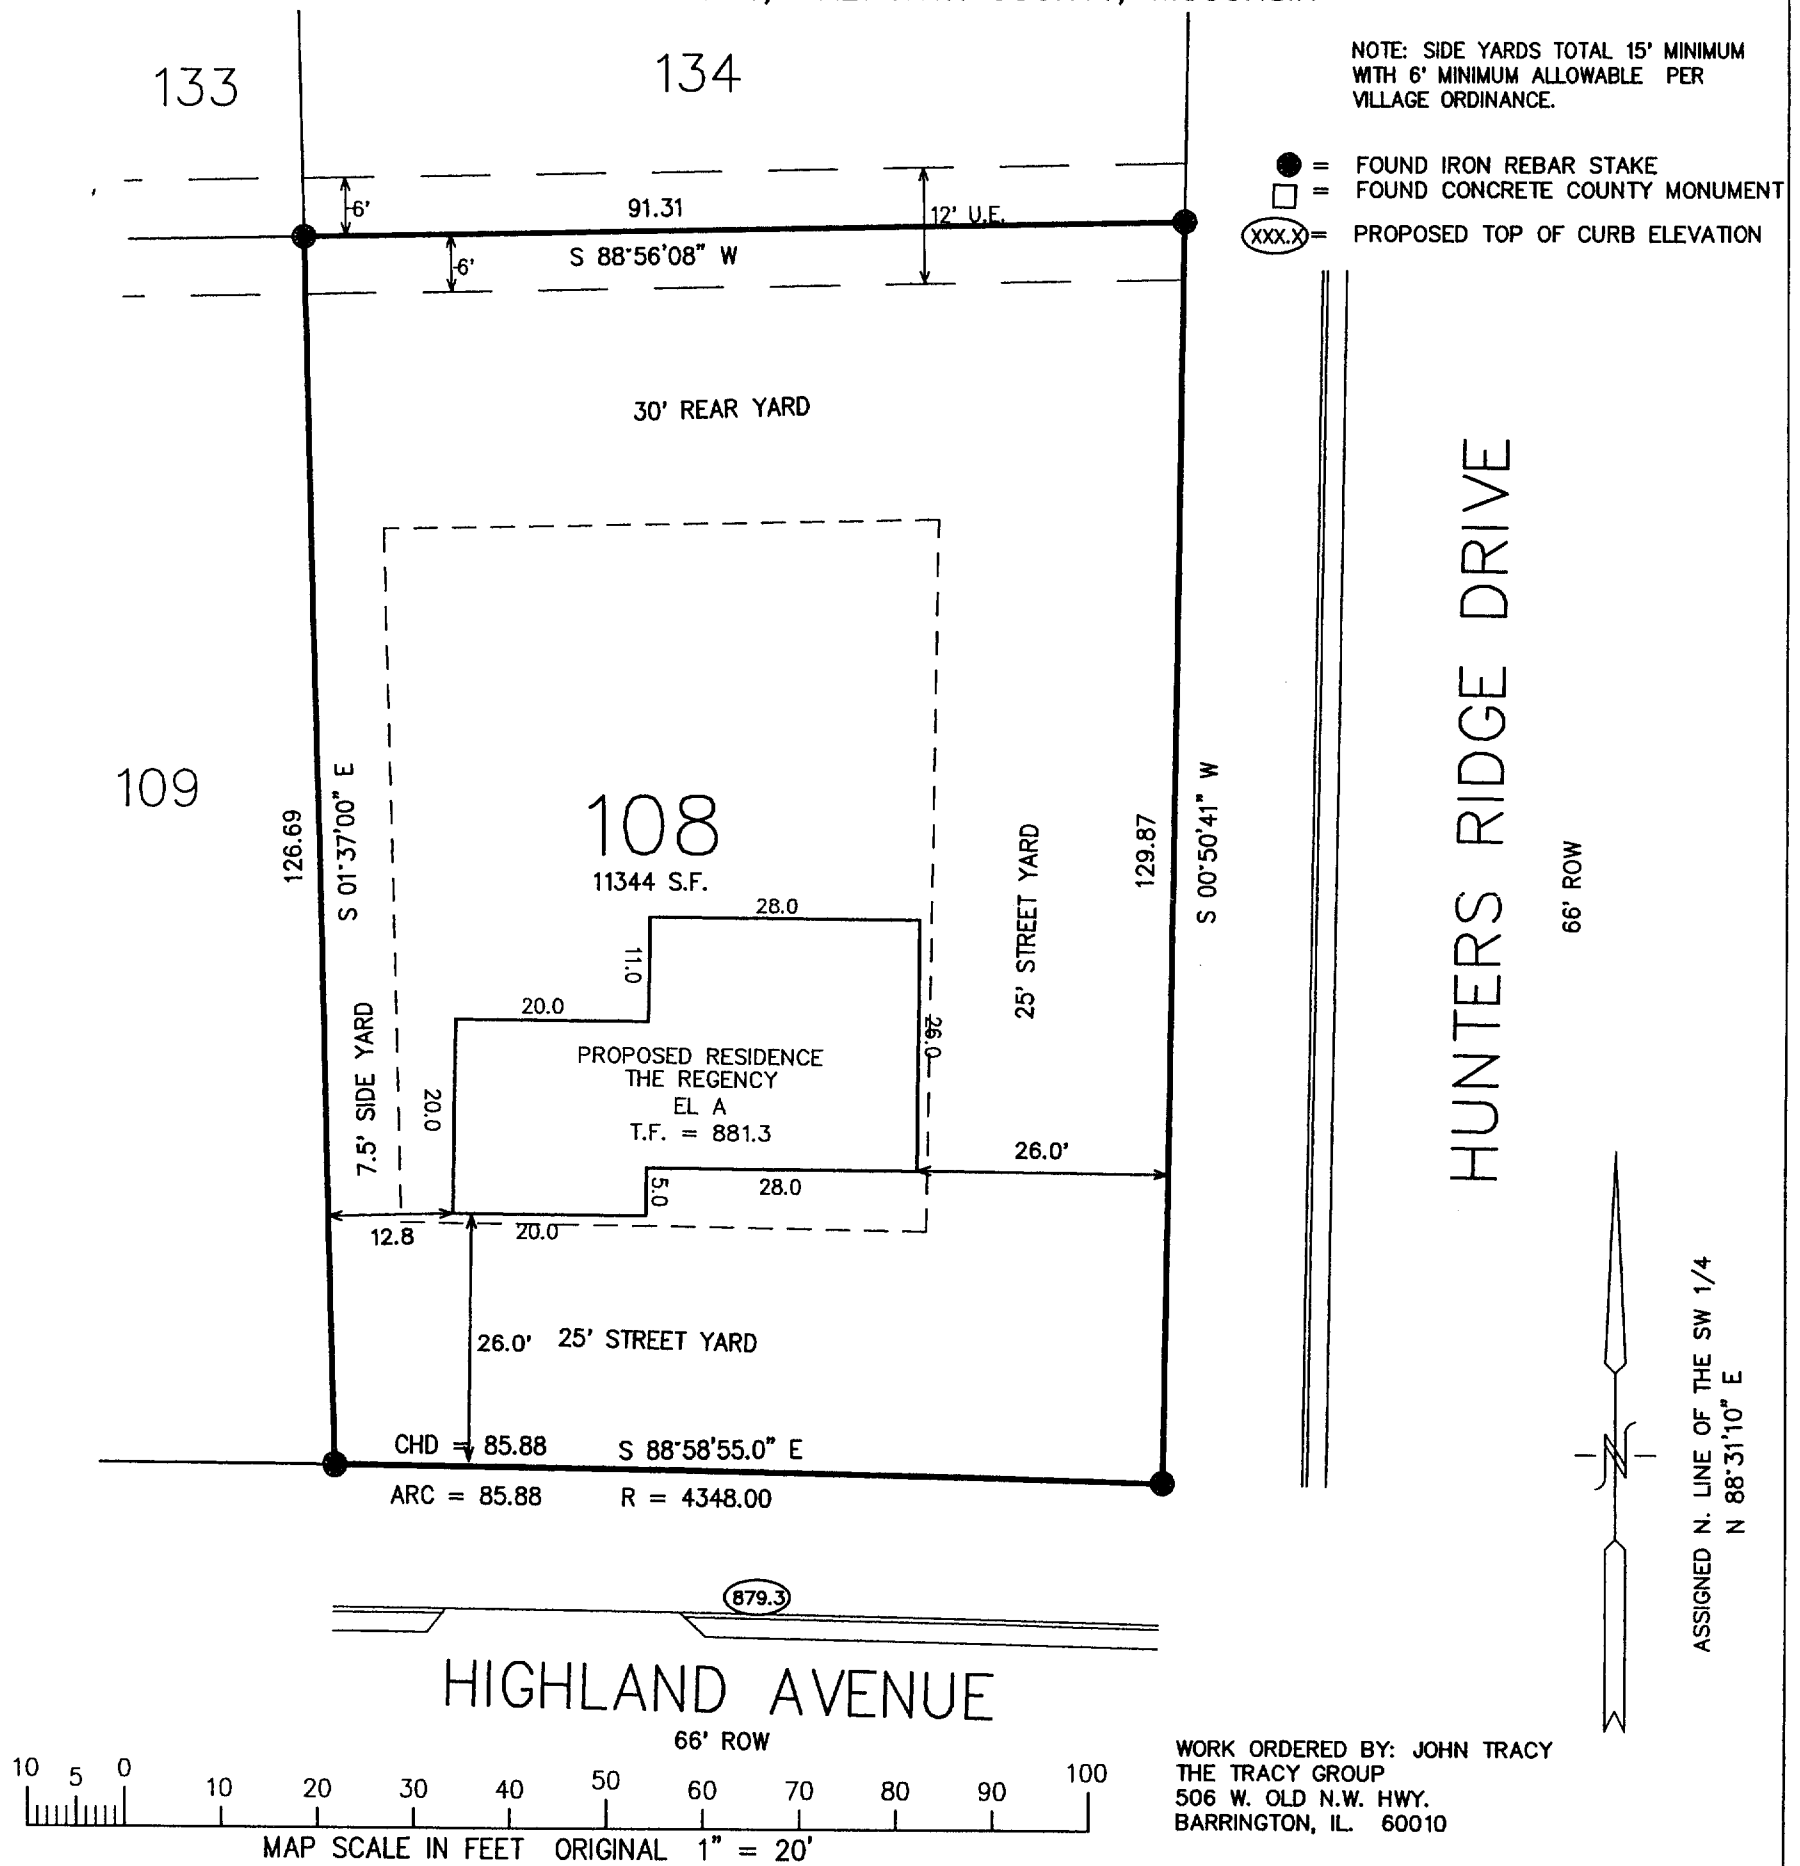 COUNTY, WISCONSIN
133
134
NOTE: SIDE YARDS TOTAL 15' MINIMUM
WITH 6' MINIMUM ALLOWABLE PER
VILLAGE ORDINANCE.
= FOUND IRON REBAR STAKE
= FOUND CONCRETE COUNTY MONUMENT
XXX.X = PROPOSED TOP OF CURB ELEVATION
6'
91.31
12' U.E.
S 88°56'08" W
6'
30' REAR YARD
109
126.69
S 01°37'00" E
108
11344 S.F.
7.5' SIDE YARD
28.0
11.0
20.0
20.0
PROPOSED RESIDENCE
THE REGENCY
EL A
T.F. = 881.3
26.0
25' STREET YARD
129.87
S 00°50'41" W
HUNTERS RIDGE DRIVE
66' ROW
26.0'
5.0
28.0
12.8
20.0
26.0'
25' STREET YARD
CHD = 85.88 S 88°58'55.0" E
ARC = 85.88 R = 4348.00
879.3
HIGHLAND AVENUE
66' ROW
N
ASSIGNED N. LINE OF THE SW 1/4
N 88°31'10" E
10 5 0 10 20 30 40 50 60 70 80 90 100
MAP SCALE IN FEET ORIGINAL 1" = 20'
WORK ORDERED BY: JOHN TRACY
THE TRACY GROUP
506 W. OLD N.W. HWY.
BARRINGTON, IL. 60010